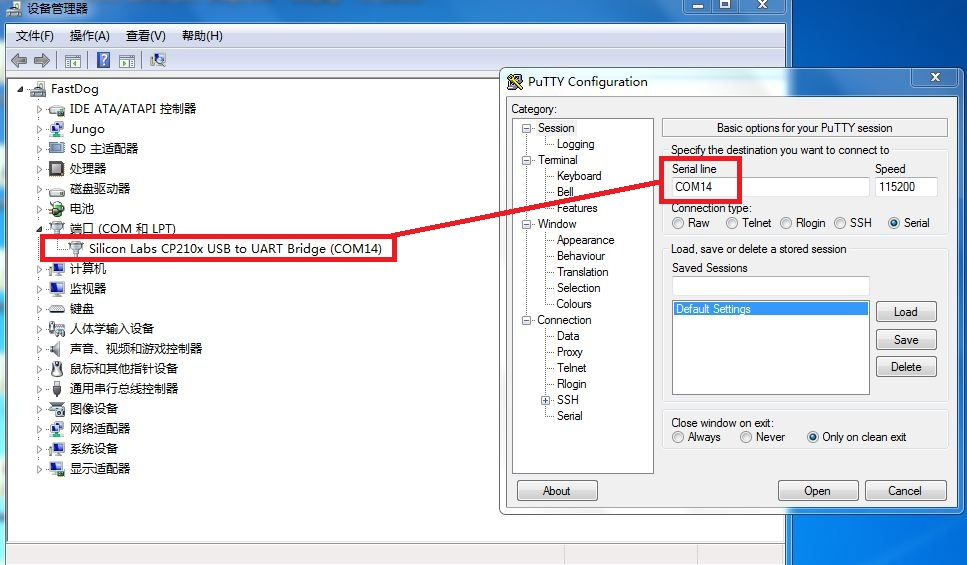 设备管理器
文件(F) 操作(A) 查看(V) 帮助(H)
FastDog
IDE ATA/ATAPI 控制器
Jungo
SD 主适配器
处理器
磁盘驱动器
电池
端口 (COM 和 LPT)
Silicon Labs CP210x USB to UART Bridge (COM14)
计算机
监视器
键盘
人体学输入设备
声音、视频和游戏控制器
鼠标和其他指针设备
通用串行总线控制器
图像设备
网络适配器
系统设备
显示适配器
PuTTY Configuration
Category:
Session
Logging
Terminal
Keyboard
Bell
Features
Window
Appearance
Behaviour
Translation
Selection
Colours
Connection
Data
Proxy
Telnet
Rlogin
SSH
Serial
Basic options for your PuTTY session
Specify the destination you want to connect to
Serial line Speed
COM14 115200
Connection type:
Raw Telnet Rlogin SSH Serial
Load, save or delete a stored session
Saved Sessions
Default Settings
Load
Save
Delete
Close window on exit:
Always Never Only on clean exit
About Open Cancel